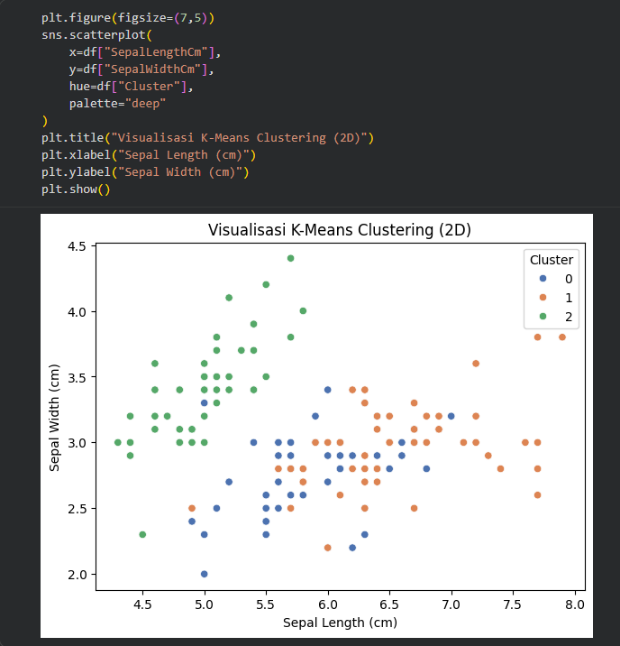 plt.figure(figsize=(7,5))
sns.scatterplot(
    x=df["SepalLengthCm"],
    y=df["SepalWidthCm"],
    hue=df["Cluster"],
    palette="deep"
)
plt.title("Visualisasi K-Means Clustering (2D)")
plt.xlabel("Sepal Length (cm)")
plt.ylabel("Sepal Width (cm)")
plt.show()
Visualisasi K-Means Clustering (2D)
Cluster
0
1
2
4.5
4.0
3.5
3.0
2.5
2.0
Sepal Width (cm)
4.5 5.0 5.5 6.0 6.5 7.0 7.5 8.0
Sepal Length (cm)